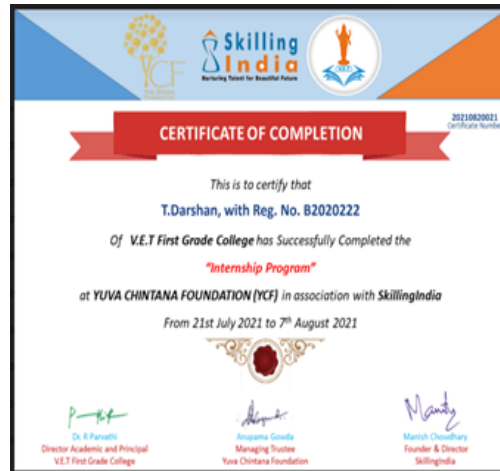 YCF
Skilling
India
Nurturing Talent for Beautiful Future
20210820021
Certificate Number
CERTIFICATE OF COMPLETION
This is to certify that
T.Darshan, with Reg. No. B2020222
Of V.E.T First Grade College has Successfully Completed the
"Internship Program"
at YUVA CHINTANA FOUNDATION (YCF) in association with SkillingIndia
From 21st July 2021 to 7th August 2021
Dr. R Parvathi
Director Academic and Principal
V.E.T First Grade College
Anupama Gowda
Managing Trustee
Yuva Chintana Foundation
Manish Chowdhary
Founder & Director
SkillingIndia